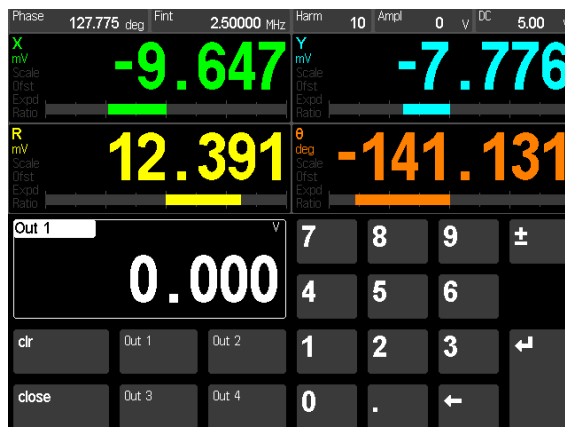 Phase 127.775 deg Fint 2.50000 MHz Harm 10 Ampl 0 V DC 5.00
X
mV
Scale
Ofst
Expd
Ratio
-9.647
Y
mV
Scale
Ofst
Expd
Ratio
-7.776
R
mV
Scale
Ofst
Expd
Ratio
12.391
θ
deg
Scale
Ofst
Expd
Ratio
-141.131
Out 1 V
0.000
7 8 9 ±
4 5 6
clr Out 1 Out 2 1 2 3 ↵
close Out 3 Out 4 0 . ←